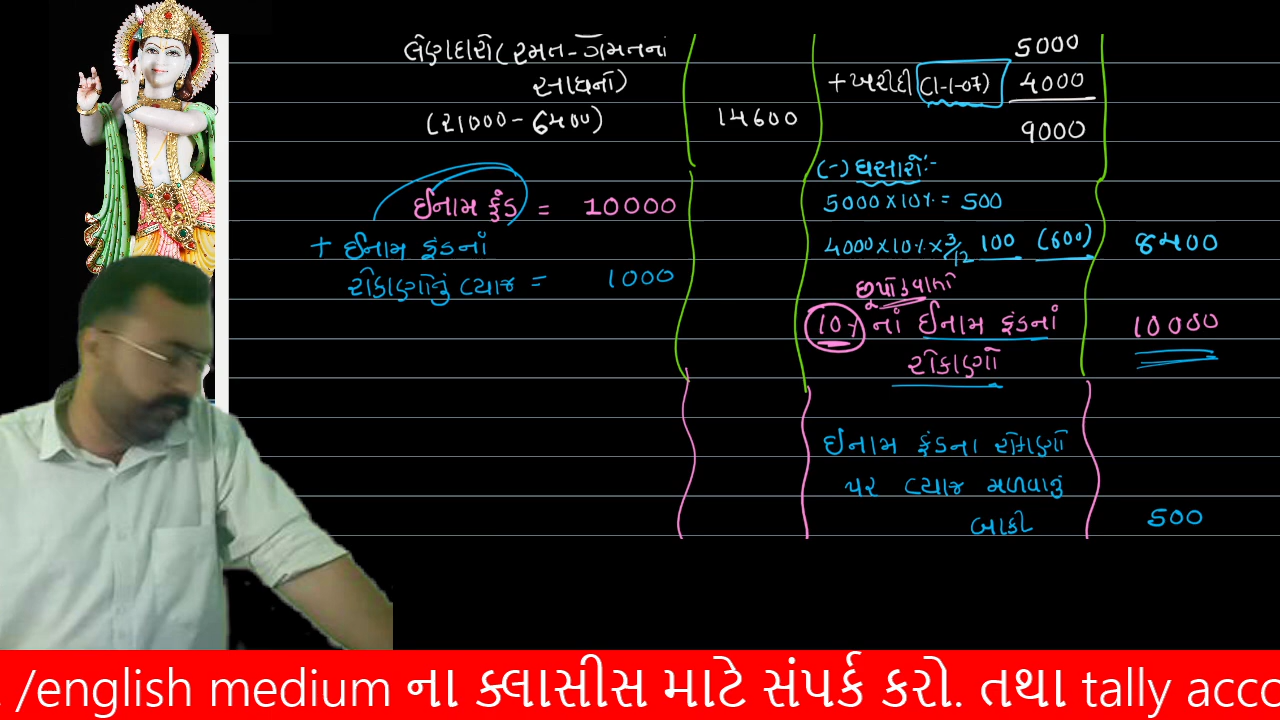 લેણદારો (રમત-ગમતનાં
સાધનો)
(21000 - 6400) 14600
ઈનામ ફંડ = 10000
+ ઈનામ ફંડનાં
રોકાણોનું વ્યાજ = 1000
5000
+ ખરીદી (1-1-07) 4000
9000
(-) ઘસારો:-
5000 × 10% = 500
4000 × 10% × 3/12 100 (600) 8400
10% નાં ઈનામ ફંડનાં 10000
રોકાણો
ઈનામ ફંડના રોકાણો
પર વ્યાજ મળવાનું
બાકી 500
/english medium ના ક્લાસીસ માટે સંપર્ક કરો. તથા tally acco